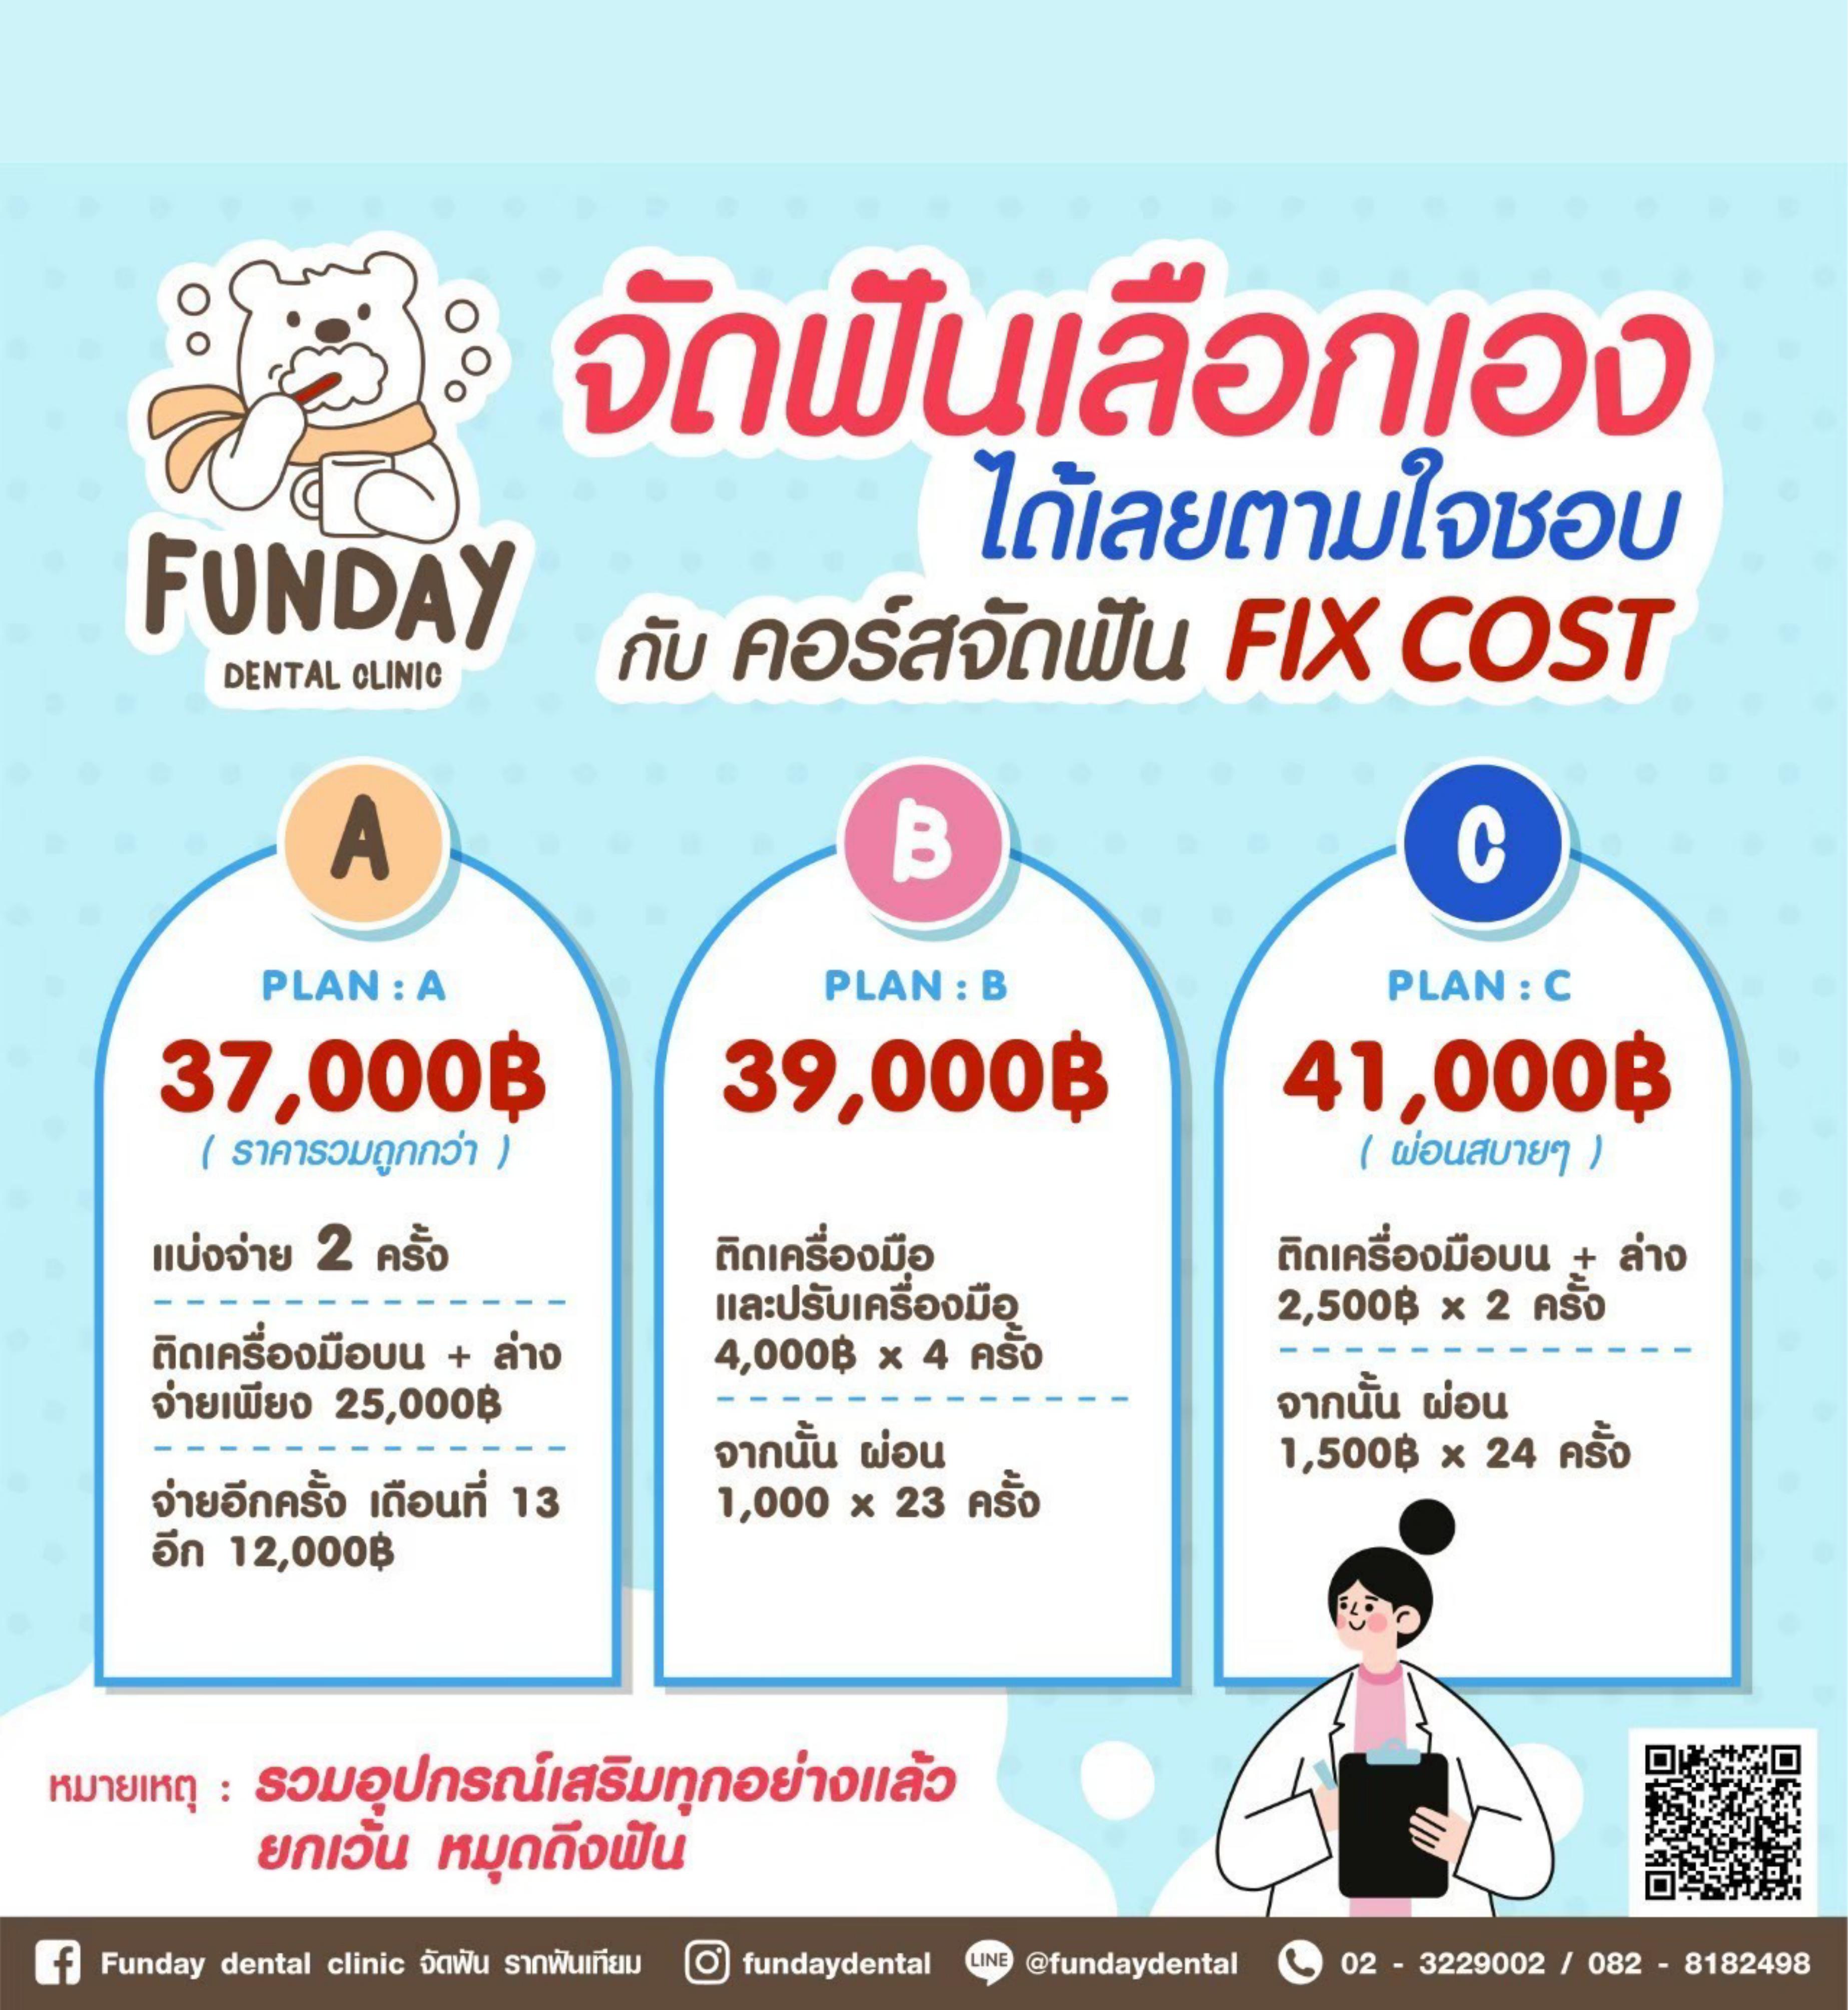 FUNDAY
DENTAL CLINIC
จัดฟันเลือกเอง
ได้เลยตามใจชอบ
กับ คอร์สจัดฟัน FIX COST
A
PLAN : A
37,000฿
( ราคารวมถูกกว่า )
แบ่งจ่าย 2 ครั้ง
ติดเครื่องมือบน + ล่าง
จ่ายเพียง 25,000฿
จ่ายอีกครั้ง เดือนที่ 13
อีก 12,000฿
B
PLAN : B
39,000฿
ติดเครื่องมือ
และปรับเครื่องมือ
4,000฿ x 4 ครั้ง
จากนั้น ผ่อน
1,000 x 23 ครั้ง
C
PLAN : C
41,000฿
( ผ่อนสบายๆ )
ติดเครื่องมือบน + ล่าง
2,500฿ x 2 ครั้ง
จากนั้น ผ่อน
1,500฿ x 24 ครั้ง
หมายเหตุ : รวมอุปกรณ์เสริมทุกอย่างแล้ว
ยกเว้น หมุดดึงฟัน
Funday dental clinic จัดฟัน รากฟันเทียม fundaydental LINE @fundaydental 02 - 3229002 / 082 - 8182498